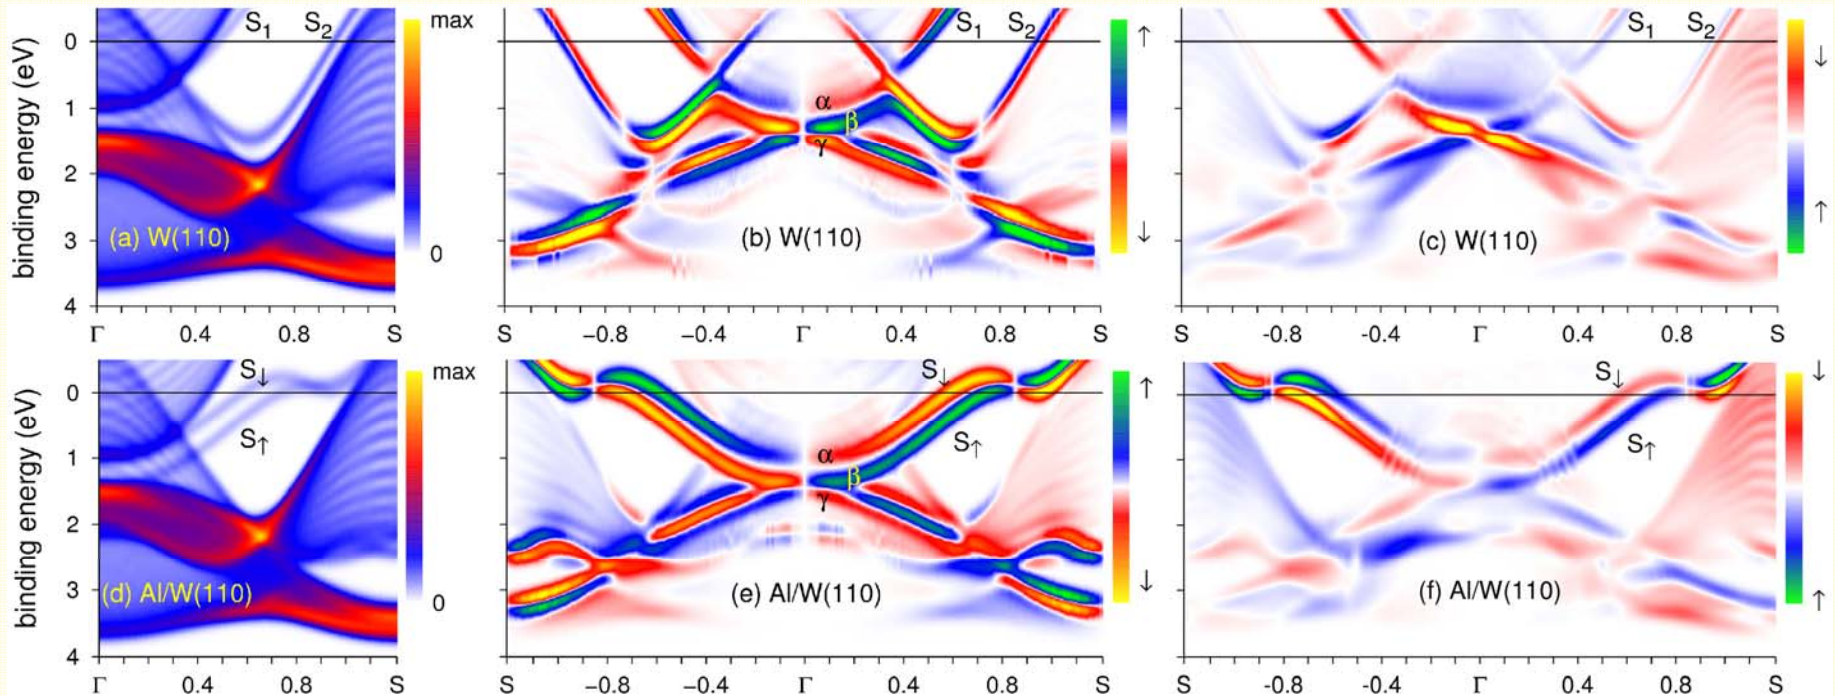 binding energy (eV)
0
1
2
3
4
S1 S2
(a) W(110)
max
0
Γ 0.4 0.8 S
S1 S2
α
β
γ
(b) W(110)
↑
↓
S −0.8 −0.4 Γ 0.4 0.8 S
S1 S2
(c) W(110)
↓
↑
S -0.8 -0.4 Γ 0.4 0.8 S
binding energy (eV)
0
1
2
3
4
S↓
S↑
(d) Al/W(110)
max
0
Γ 0.4 0.8 S
S↓
S↑
α
β
γ
(e) Al/W(110)
↑
↓
S −0.8 −0.4 Γ 0.4 0.8 S
S↓
S↑
(f) Al/W(110)
↓
↑
S -0.8 -0.4 Γ 0.4 0.8 S